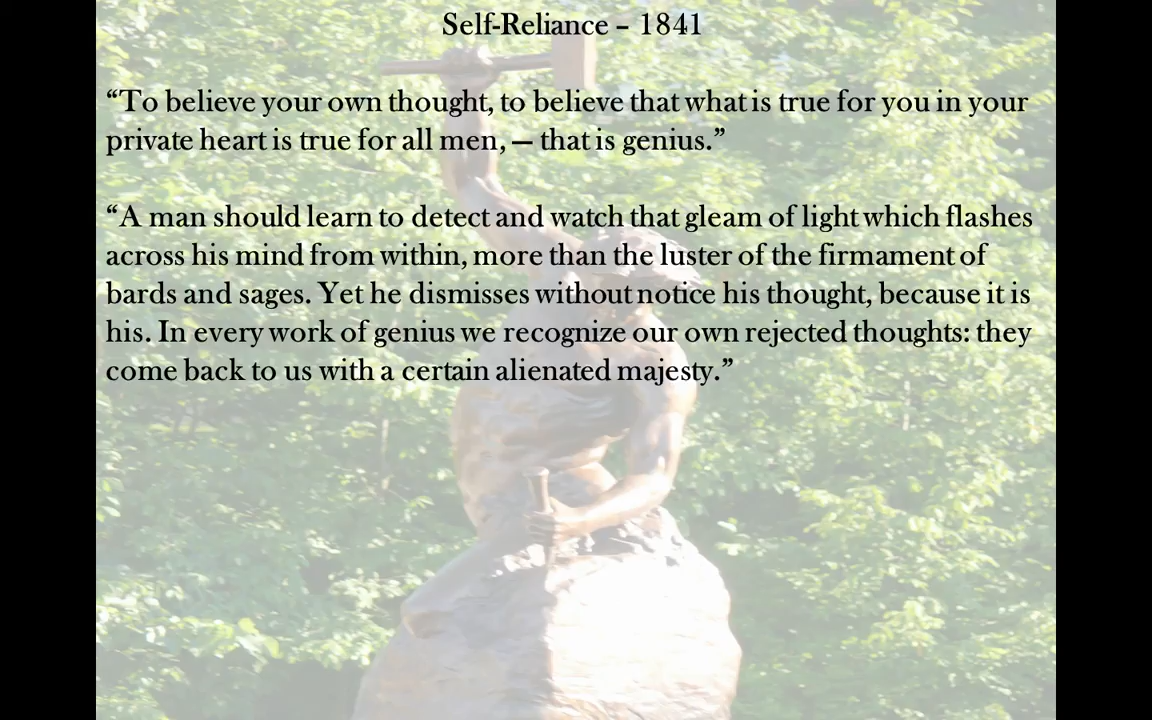 Self-Reliance – 1841
“To believe your own thought, to believe that what is true for you in your
private heart is true for all men, — that is genius.”
“A man should learn to detect and watch that gleam of light which flashes
across his mind from within, more than the luster of the firmament of
bards and sages. Yet he dismisses without notice his thought, because it is
his. In every work of genius we recognize our own rejected thoughts: they
come back to us with a certain alienated majesty.”